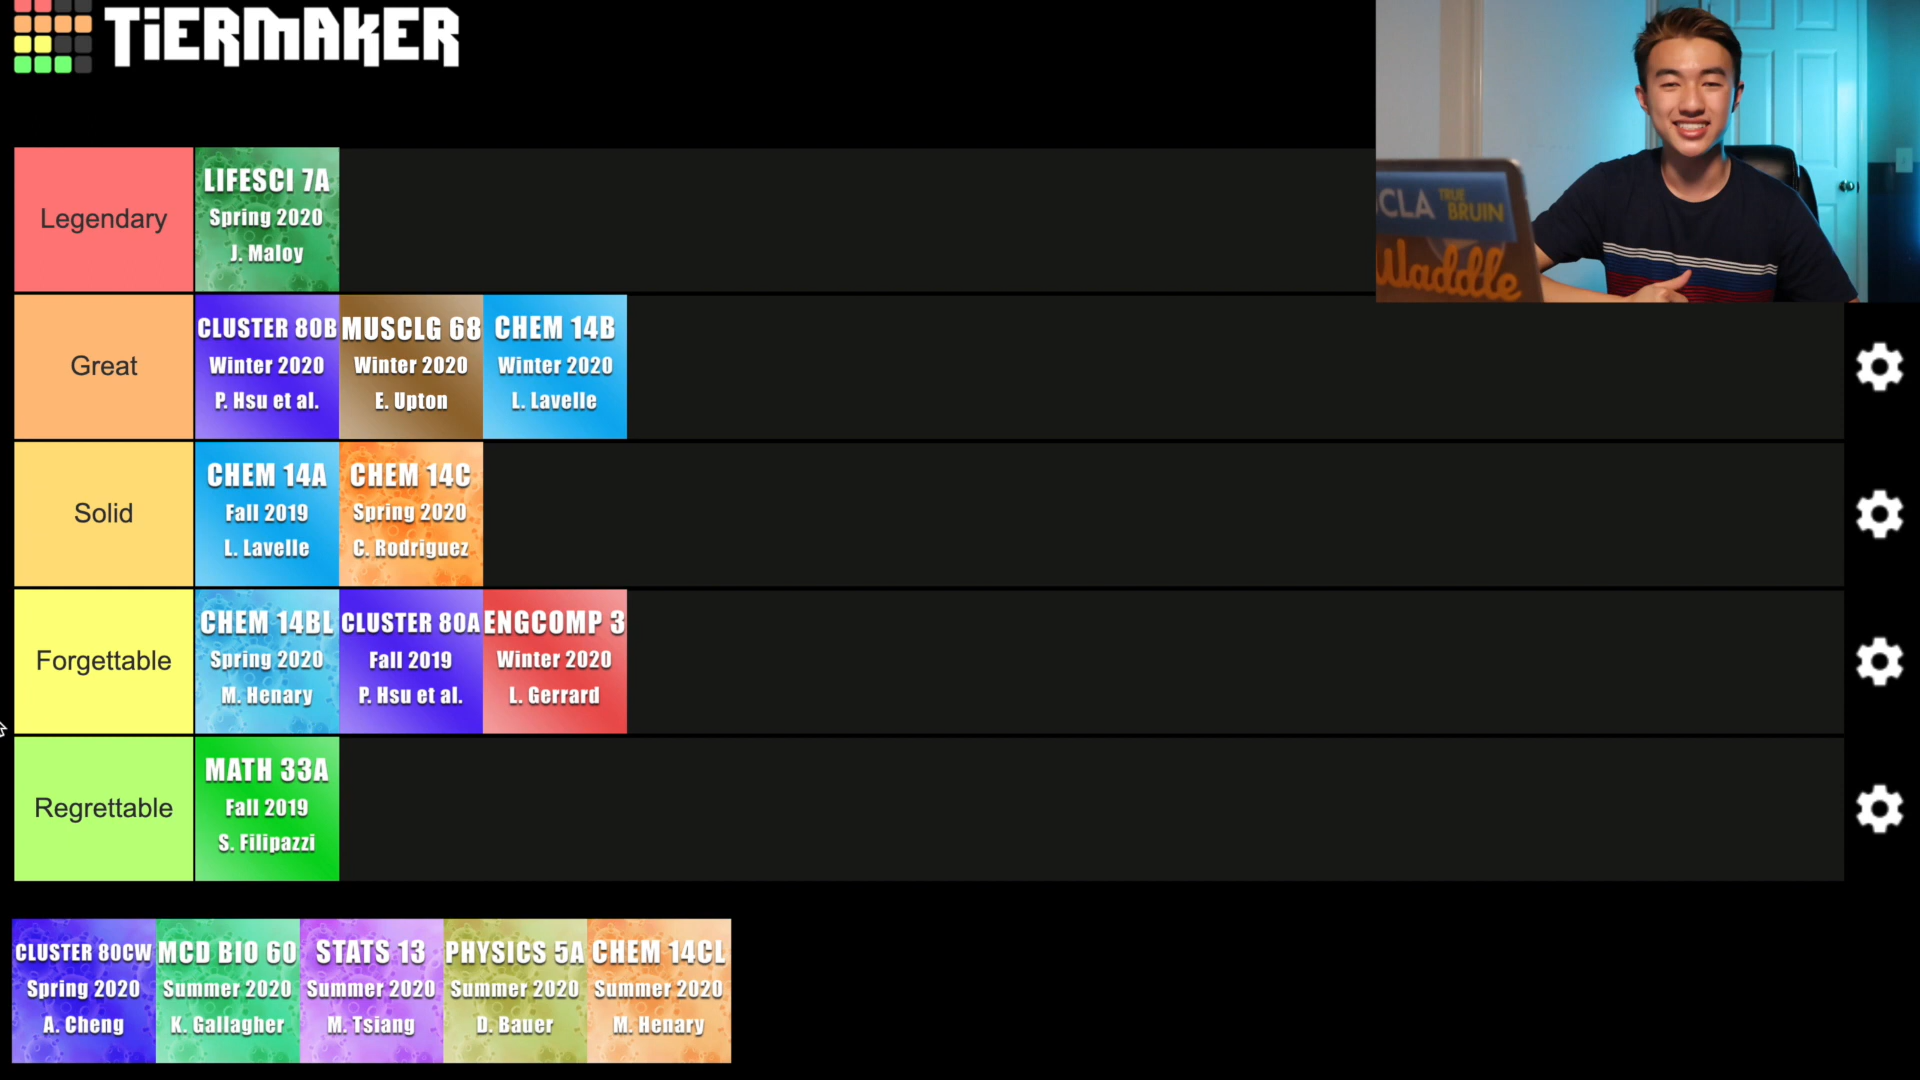 TiERMAKER
CLA TRUE BRUIN
Waddle
Legendary
LIFESCI 7A
Spring 2020
J. Maloy
Great
CLUSTER 80B
Winter 2020
P. Hsu et al.
MUSCLG 68
Winter 2020
E. Upton
CHEM 14B
Winter 2020
L. Lavelle
Solid
CHEM 14A
Fall 2019
L. Lavelle
CHEM 14C
Spring 2020
C. Rodriguez
Forgettable
CHEM 14BL
Spring 2020
M. Henary
CLUSTER 80A
Fall 2019
P. Hsu et al.
ENGCOMP 3
Winter 2020
L. Gerrard
Regrettable
MATH 33A
Fall 2019
S. Filipazzi
CLUSTER 80CW
Spring 2020
A. Cheng
MCD BIO 60
Summer 2020
K. Gallagher
STATS 13
Summer 2020
M. Tsiang
PHYSICS 5A
Summer 2020
D. Bauer
CHEM 14CL
Summer 2020
M. Henary